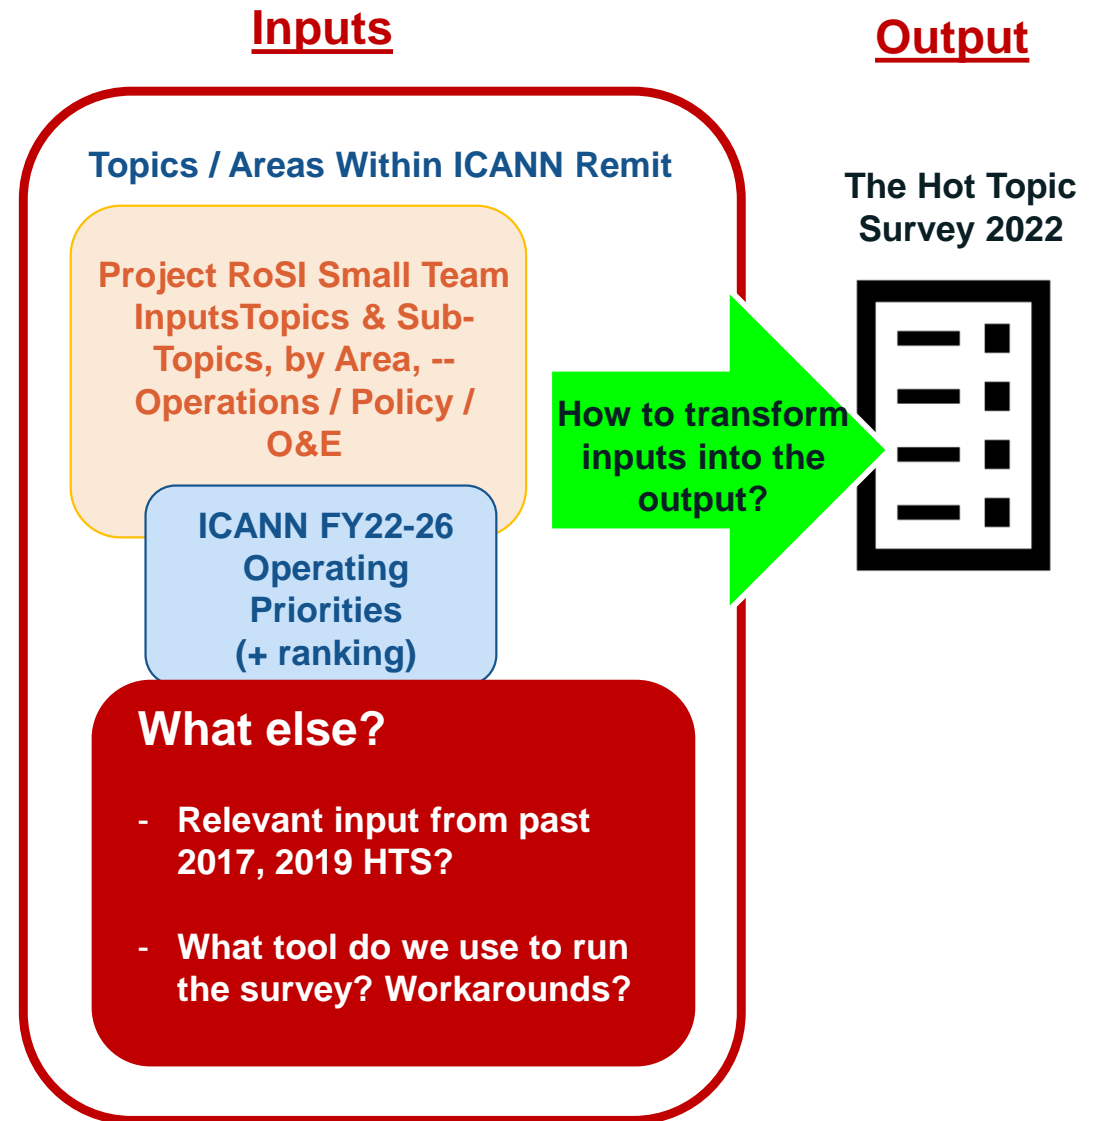 Inputs
Output
Topics / Areas Within ICANN Remit
Project RoSI Small Team
InputsTopics & Sub-
Topics, by Area, --
Operations / Policy /
O&E
ICANN FY22-26
Operating
Priorities
(+ ranking)
What else?
- Relevant input from past
2017, 2019 HTS?
- What tool do we use to run
the survey? Workarounds?
How to transform
inputs into the
output?
The Hot Topic
Survey 2022